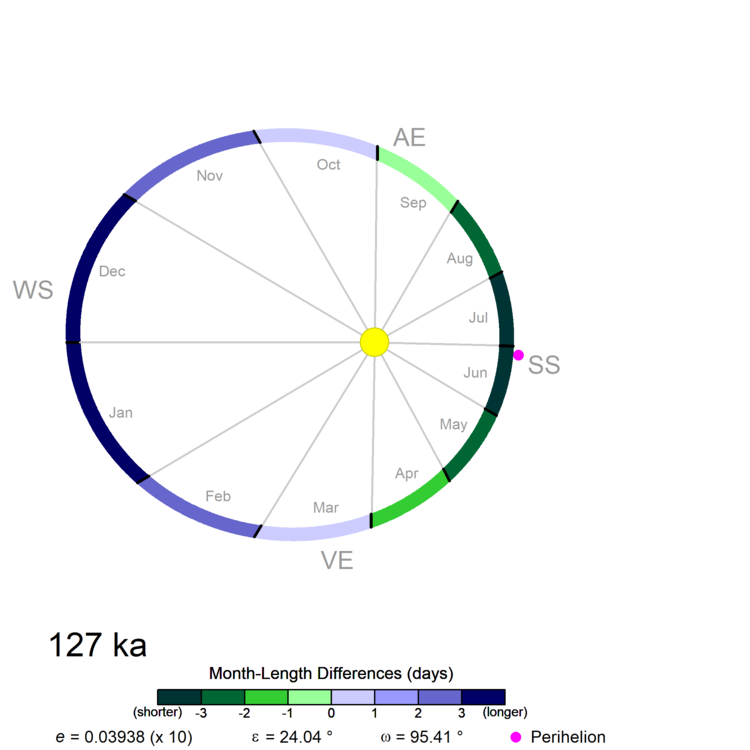 AE
Oct
Nov
Sep
Aug
Dec
WS
Jul
SS
Jun
Jan
May
Apr
Feb
Mar
VE
127 ka
Month-Length Differences (days)
(shorter) -3 -2 -1 0 1 2 3 (longer)
e = 0.03938 (x 10) ε = 24.04 ° ω = 95.41 ° Perihelion